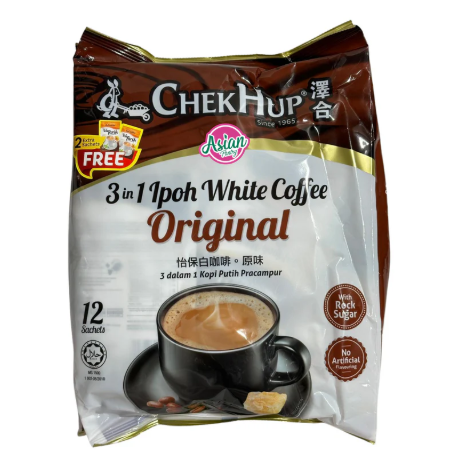 CHEKHUP
澤合
Since 1965
2 Extra
Sachets
FREE
Asian
Pantry
3 in 1 Ipoh White Coffee
Original
怡保白咖啡。原味
3 dalam 1 Kopi Putih Pracampur
12
Sachets
With
Rock
Sugar
No
Artificial
Flavouring